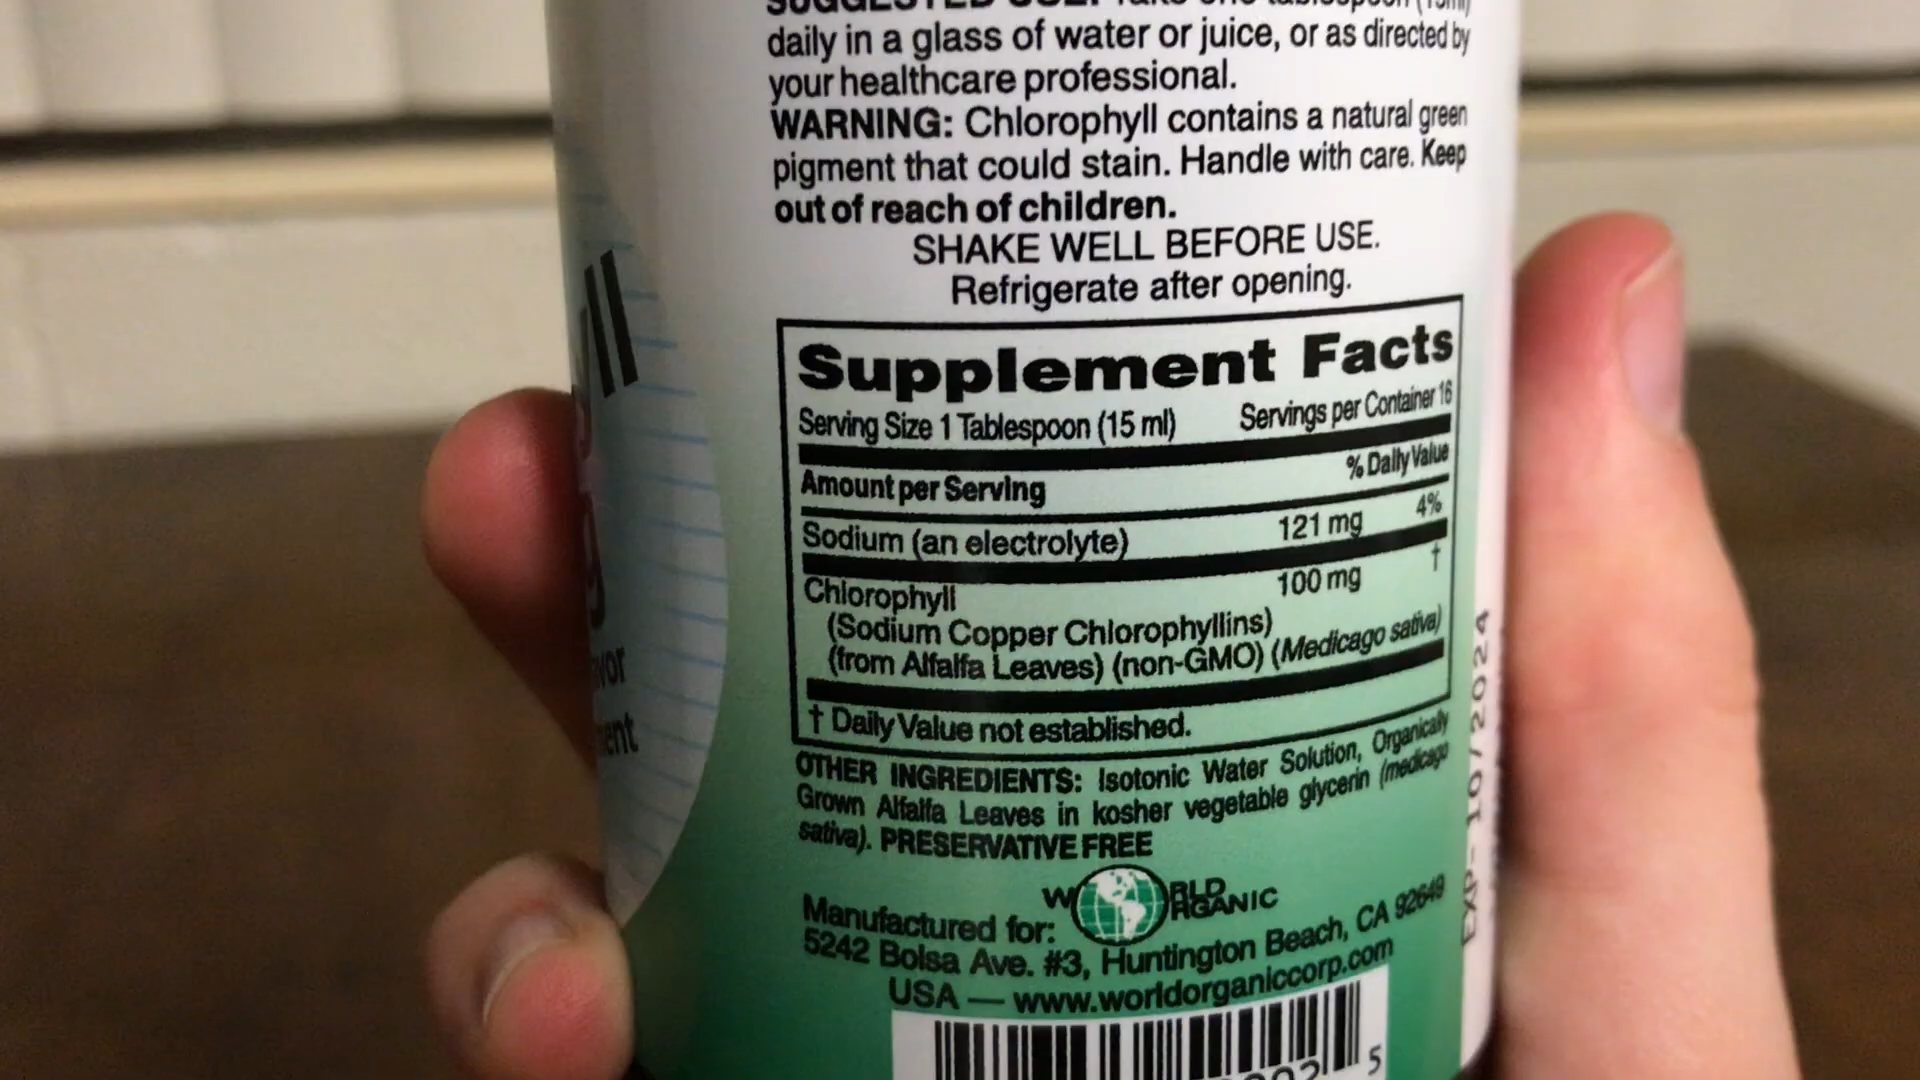 daily in a glass of water or juice, or as directed by
your healthcare professional.
WARNING: Chlorophyll contains a natural green
pigment that could stain. Handle with care. Keep
out of reach of children.
SHAKE WELL BEFORE USE.
Refrigerate after opening.
Supplement Facts
Serving Size 1 Tablespoon (15 ml) Servings per Container 16
% Daily Value
Amount per Serving
Sodium (an electrolyte) 121 mg 4%
Chlorophyll 100 mg †
(Sodium Copper Chlorophyllins)
(from Alfalfa Leaves) (non-GMO) (Medicago sativa)
† Daily Value not established.
OTHER INGREDIENTS: Isotonic Water Solution, Organically
Grown Alfalfa Leaves in kosher vegetable glycerin (medicago
sativa). PRESERVATIVE FREE
Manufactured for: WORLD ORGANIC
5242 Bolsa Ave. #3, Huntington Beach, CA 92649
USA — www.worldorganiccorp.com
5
EXP-10/2024